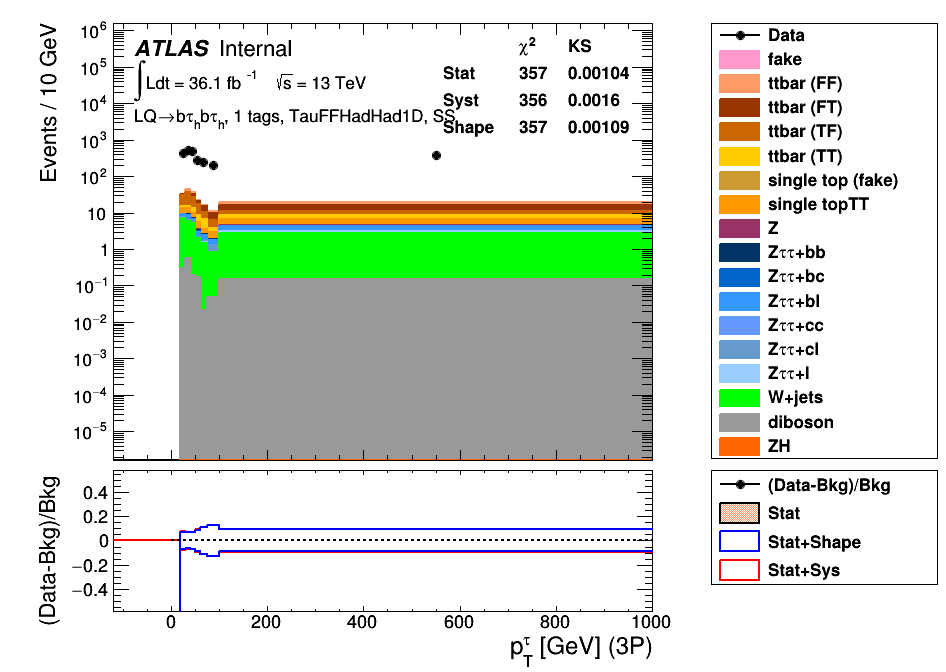 Events / 10 GeV
10⁶
10⁵
10⁴
10³
10²
10
1
10⁻¹
10⁻²
10⁻³
10⁻⁴
10⁻⁵
ATLAS Internal
∫Ldt = 36.1 fb⁻¹ √s = 13 TeV
LQ→bτₕbτₕ, 1 tags, TauFFHadHad1D, SS,
χ² KS
Stat 357 0.00104
Syst 356 0.0016
Shape 357 0.00109
Data
fake
ttbar (FF)
ttbar (FT)
ttbar (TF)
ttbar (TT)
single top (fake)
single topTT
Z
Zττ+bb
Zττ+bc
Zττ+bl
Zττ+cc
Zττ+cl
Zττ+l
W+jets
diboson
ZH
(Data-Bkg)/Bkg
0.4
0.2
0
−0.2
−0.4
0 200 400 600 800 1000
p_T^τ [GeV] (3P)
(Data-Bkg)/Bkg
Stat
Stat+Shape
Stat+Sys